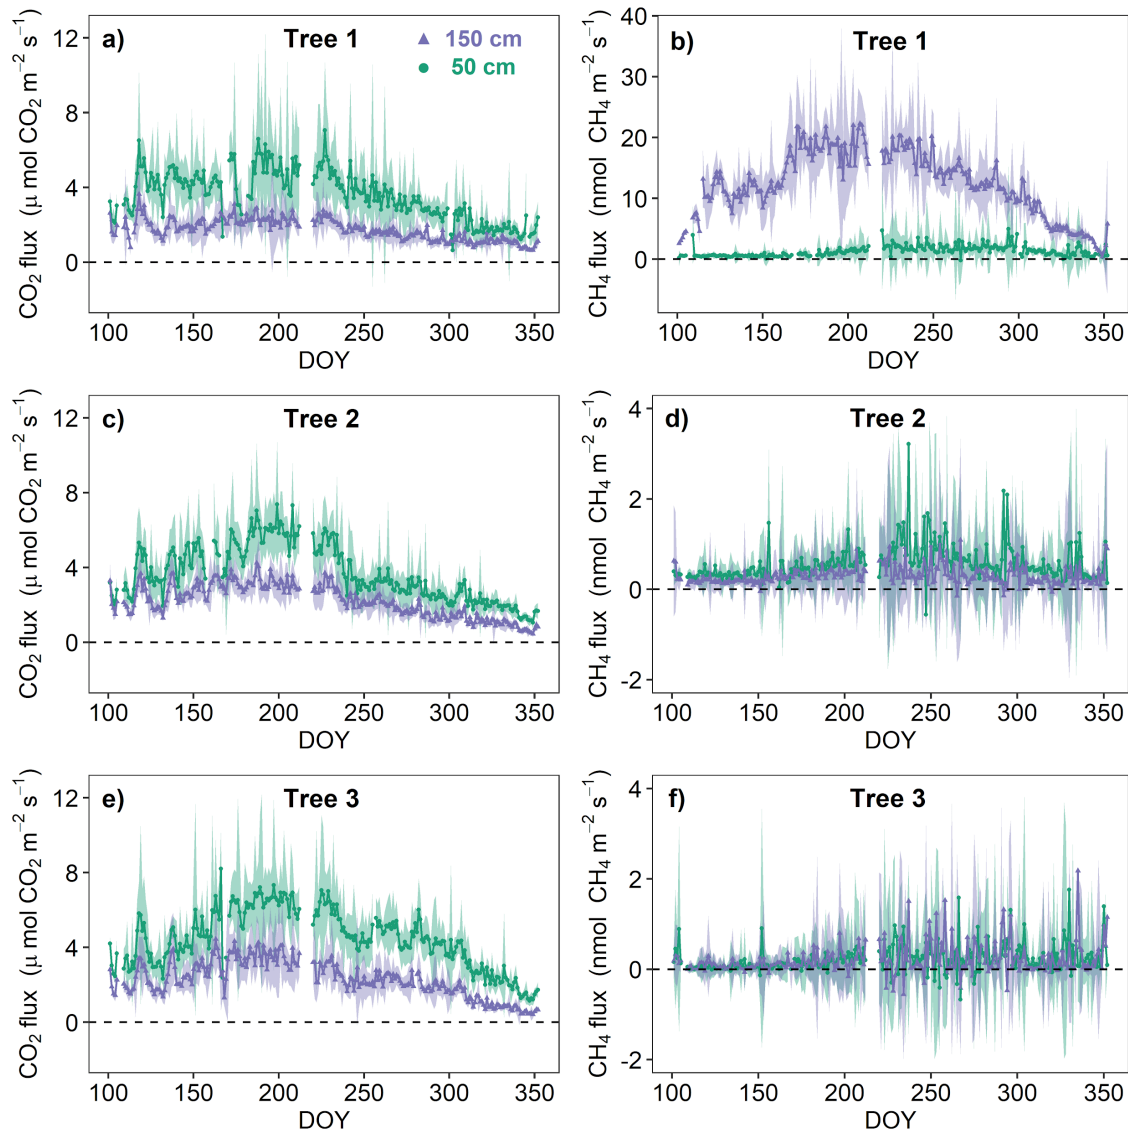 a) Tree 1
150 cm
50 cm
CO₂ flux (μ mol CO₂ m⁻² s⁻¹)
12
8
4
0
100 150 200 250 300 350
DOY
b) Tree 1
CH₄ flux (nmol CH₄ m⁻² s⁻¹)
40
30
20
10
0
100 150 200 250 300 350
DOY
c) Tree 2
CO₂ flux (μ mol CO₂ m⁻² s⁻¹)
12
8
4
0
100 150 200 250 300 350
DOY
d) Tree 2
CH₄ flux (nmol CH₄ m⁻² s⁻¹)
4
2
0
-2
100 150 200 250 300 350
DOY
e) Tree 3
CO₂ flux (μ mol CO₂ m⁻² s⁻¹)
12
8
4
0
100 150 200 250 300 350
DOY
f) Tree 3
CH₄ flux (nmol CH₄ m⁻² s⁻¹)
4
2
0
-2
100 150 200 250 300 350
DOY